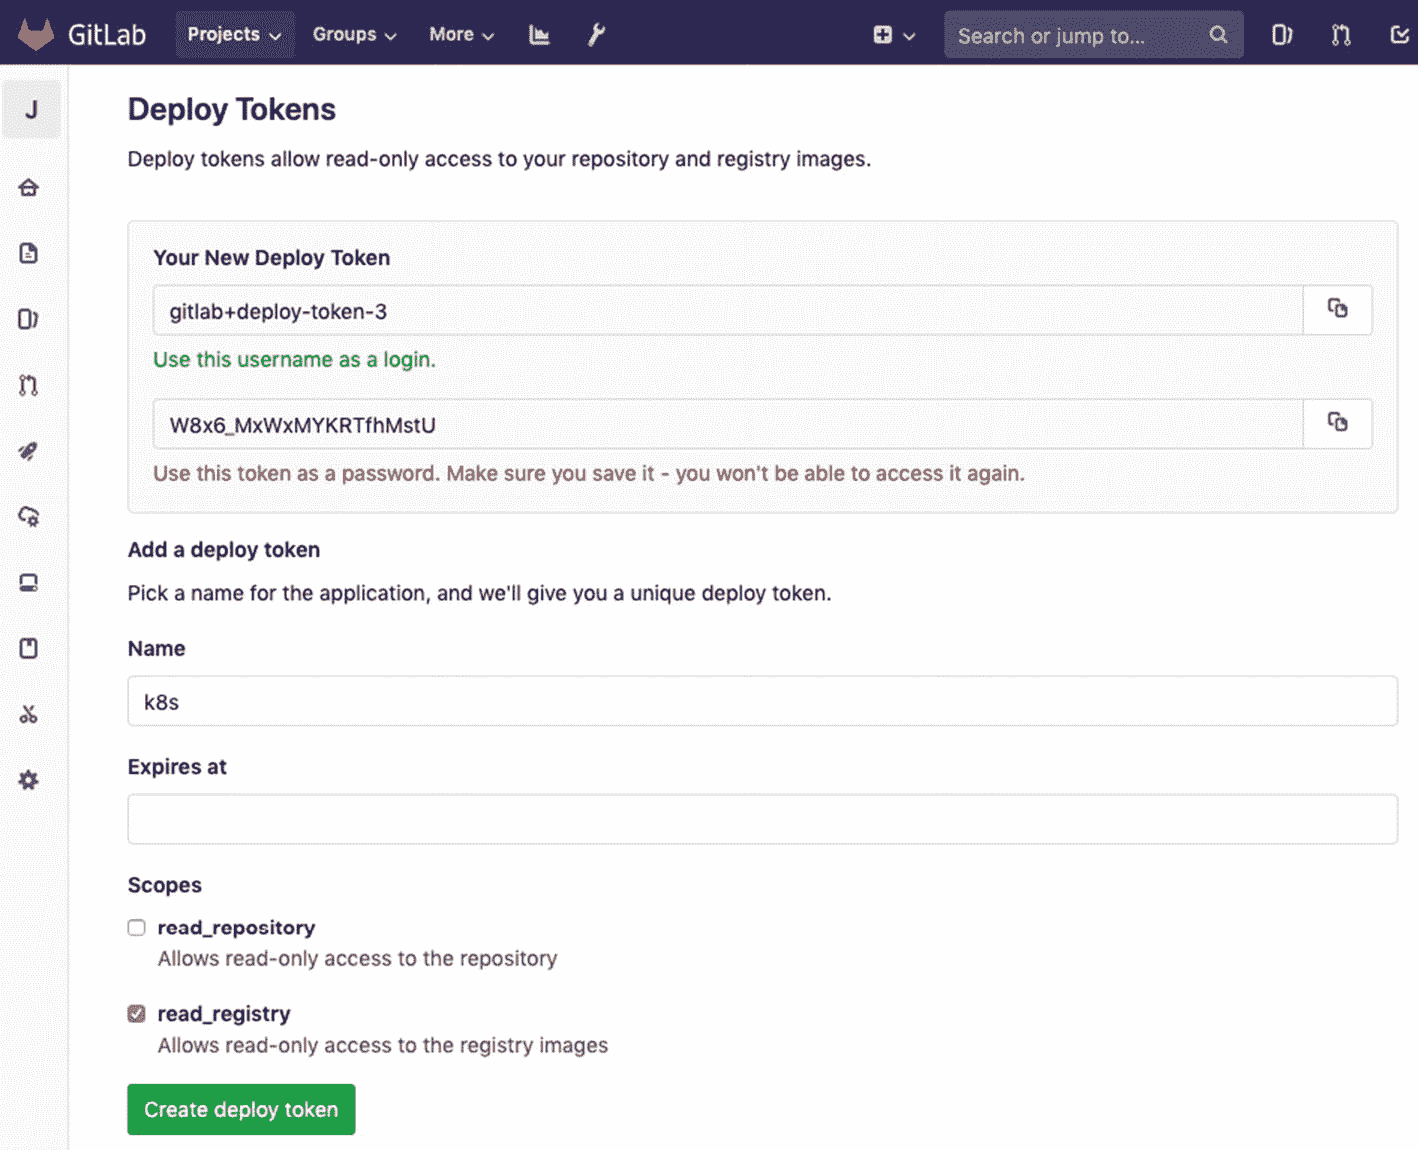 GitLab Projects Groups More Search or jump to...
J
Deploy Tokens
Deploy tokens allow read-only access to your repository and registry images.
Your New Deploy Token
gitlab+deploy-token-3
Use this username as a login.
W8x6_MxWxMYKRTfhMstU
Use this token as a password. Make sure you save it - you won't be able to access it again.
Add a deploy token
Pick a name for the application, and we'll give you a unique deploy token.
Name
k8s
Expires at
Scopes
read_repository
Allows read-only access to the repository
read_registry
Allows read-only access to the registry images
Create deploy token